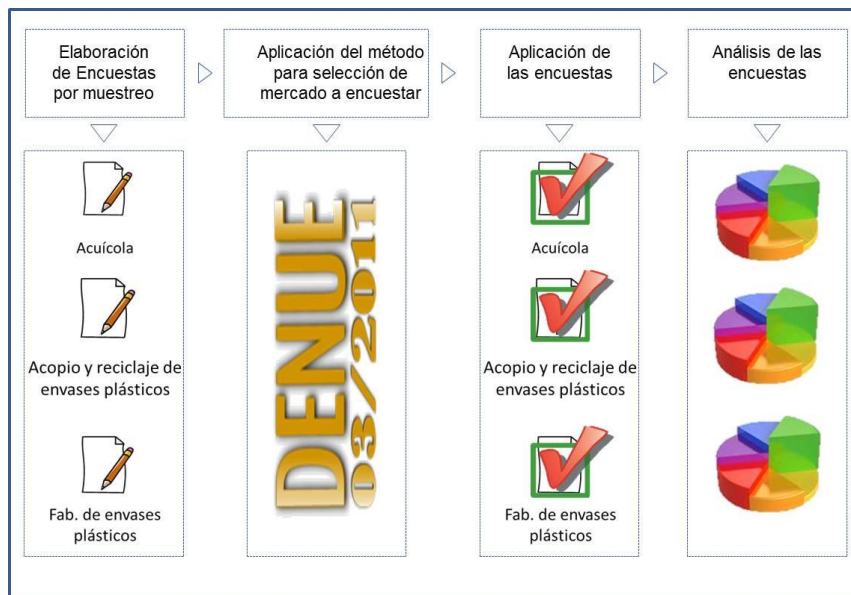 Elaboración
de Encuestas
por muestreo
Aplicación del método
para selección de
mercado a encuestar
Aplicación de
las encuestas
Análisis de las
encuestas
Acuícola
Acopio y reciclaje de
envases plásticos
Fab. de envases
plásticos
DENUE
03/2011
Acuícola
Acopio y reciclaje de
envases plásticos
Fab. de envases
plásticos